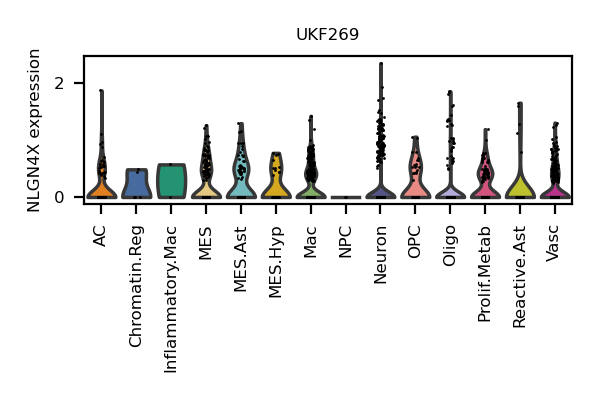 UKF269
NLGN4X expression
2
0
AC
Chromatin.Reg
Inflammatory.Mac
MES
MES.Ast
MES.Hyp
Mac
NPC
Neuron
OPC
Oligo
Prolif.Metab
Reactive.Ast
Vasc